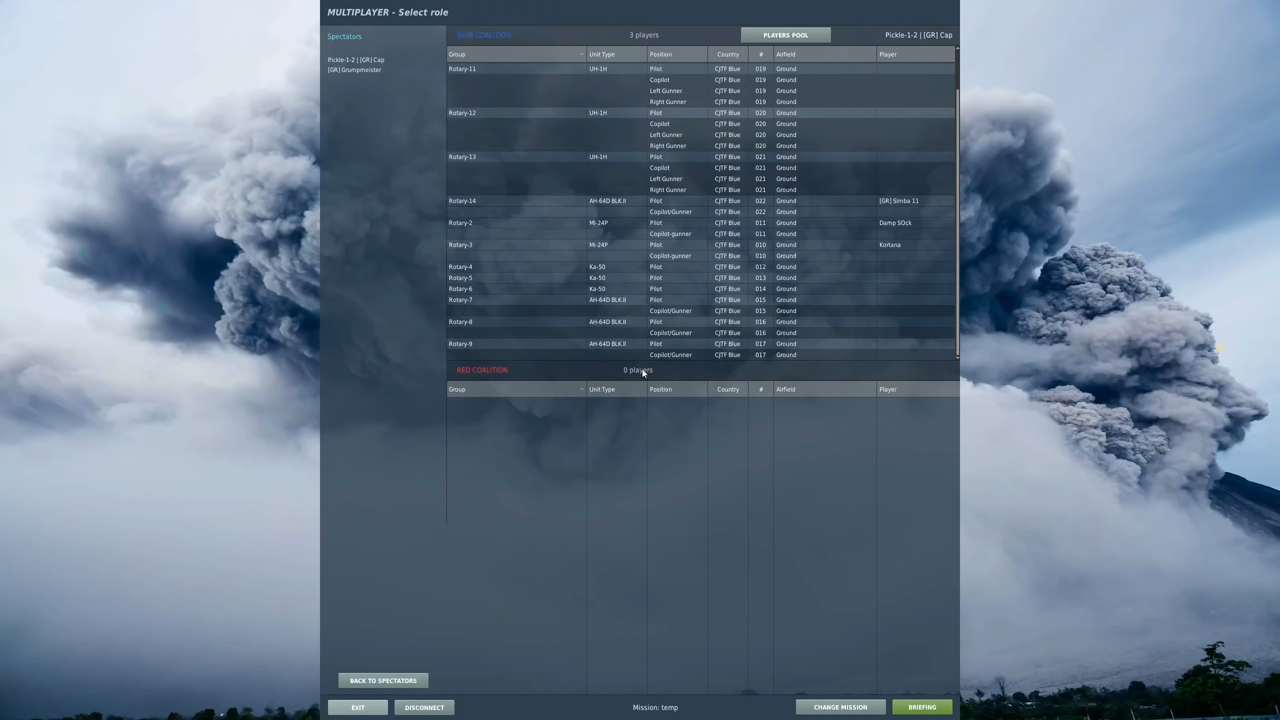 MULTIPLAYER - Select role
Spectators
Pickle-1-2 | [GR] Cap
[GR] Grumpmeister
BLUE COALITION 3 players PLAYERS POOL Pickle-1-2 | [GR] Cap
Group Unit Type Position Country # Airfield Player
Rotary-11 UH-1H Pilot CJTF Blue 019 Ground
Copilot CJTF Blue 019 Ground
Left Gunner CJTF Blue 019 Ground
Right Gunner CJTF Blue 019 Ground
Rotary-12 UH-1H Pilot CJTF Blue 020 Ground
Copilot CJTF Blue 020 Ground
Left Gunner CJTF Blue 020 Ground
Right Gunner CJTF Blue 020 Ground
Rotary-13 UH-1H Pilot CJTF Blue 021 Ground
Copilot CJTF Blue 021 Ground
Left Gunner CJTF Blue 021 Ground
Right Gunner CJTF Blue 021 Ground
Rotary-14 AH-64D BLK.II Pilot CJTF Blue 022 Ground [GR] Simba 11
Copilot/Gunner CJTF Blue 022 Ground
Rotary-2 Mi-24P Pilot CJTF Blue 011 Ground Damp SOck
Copilot-gunner CJTF Blue 011 Ground
Rotary-3 Mi-24P Pilot CJTF Blue 010 Ground Kortana
Copilot-gunner CJTF Blue 010 Ground
Rotary-4 Ka-50 Pilot CJTF Blue 012 Ground
Rotary-5 Ka-50 Pilot CJTF Blue 013 Ground
Rotary-6 Ka-50 Pilot CJTF Blue 014 Ground
Rotary-7 AH-64D BLK.II Pilot CJTF Blue 015 Ground
Copilot/Gunner CJTF Blue 015 Ground
Rotary-8 AH-64D BLK.II Pilot CJTF Blue 016 Ground
Copilot/Gunner CJTF Blue 016 Ground
Rotary-9 AH-64D BLK.II Pilot CJTF Blue 017 Ground
Copilot/Gunner CJTF Blue 017 Ground
RED COALITION 0 players
Group Unit Type Position Country # Airfield Player
BACK TO SPECTATORS
EXIT DISCONNECT Mission: temp CHANGE MISSION BRIEFING